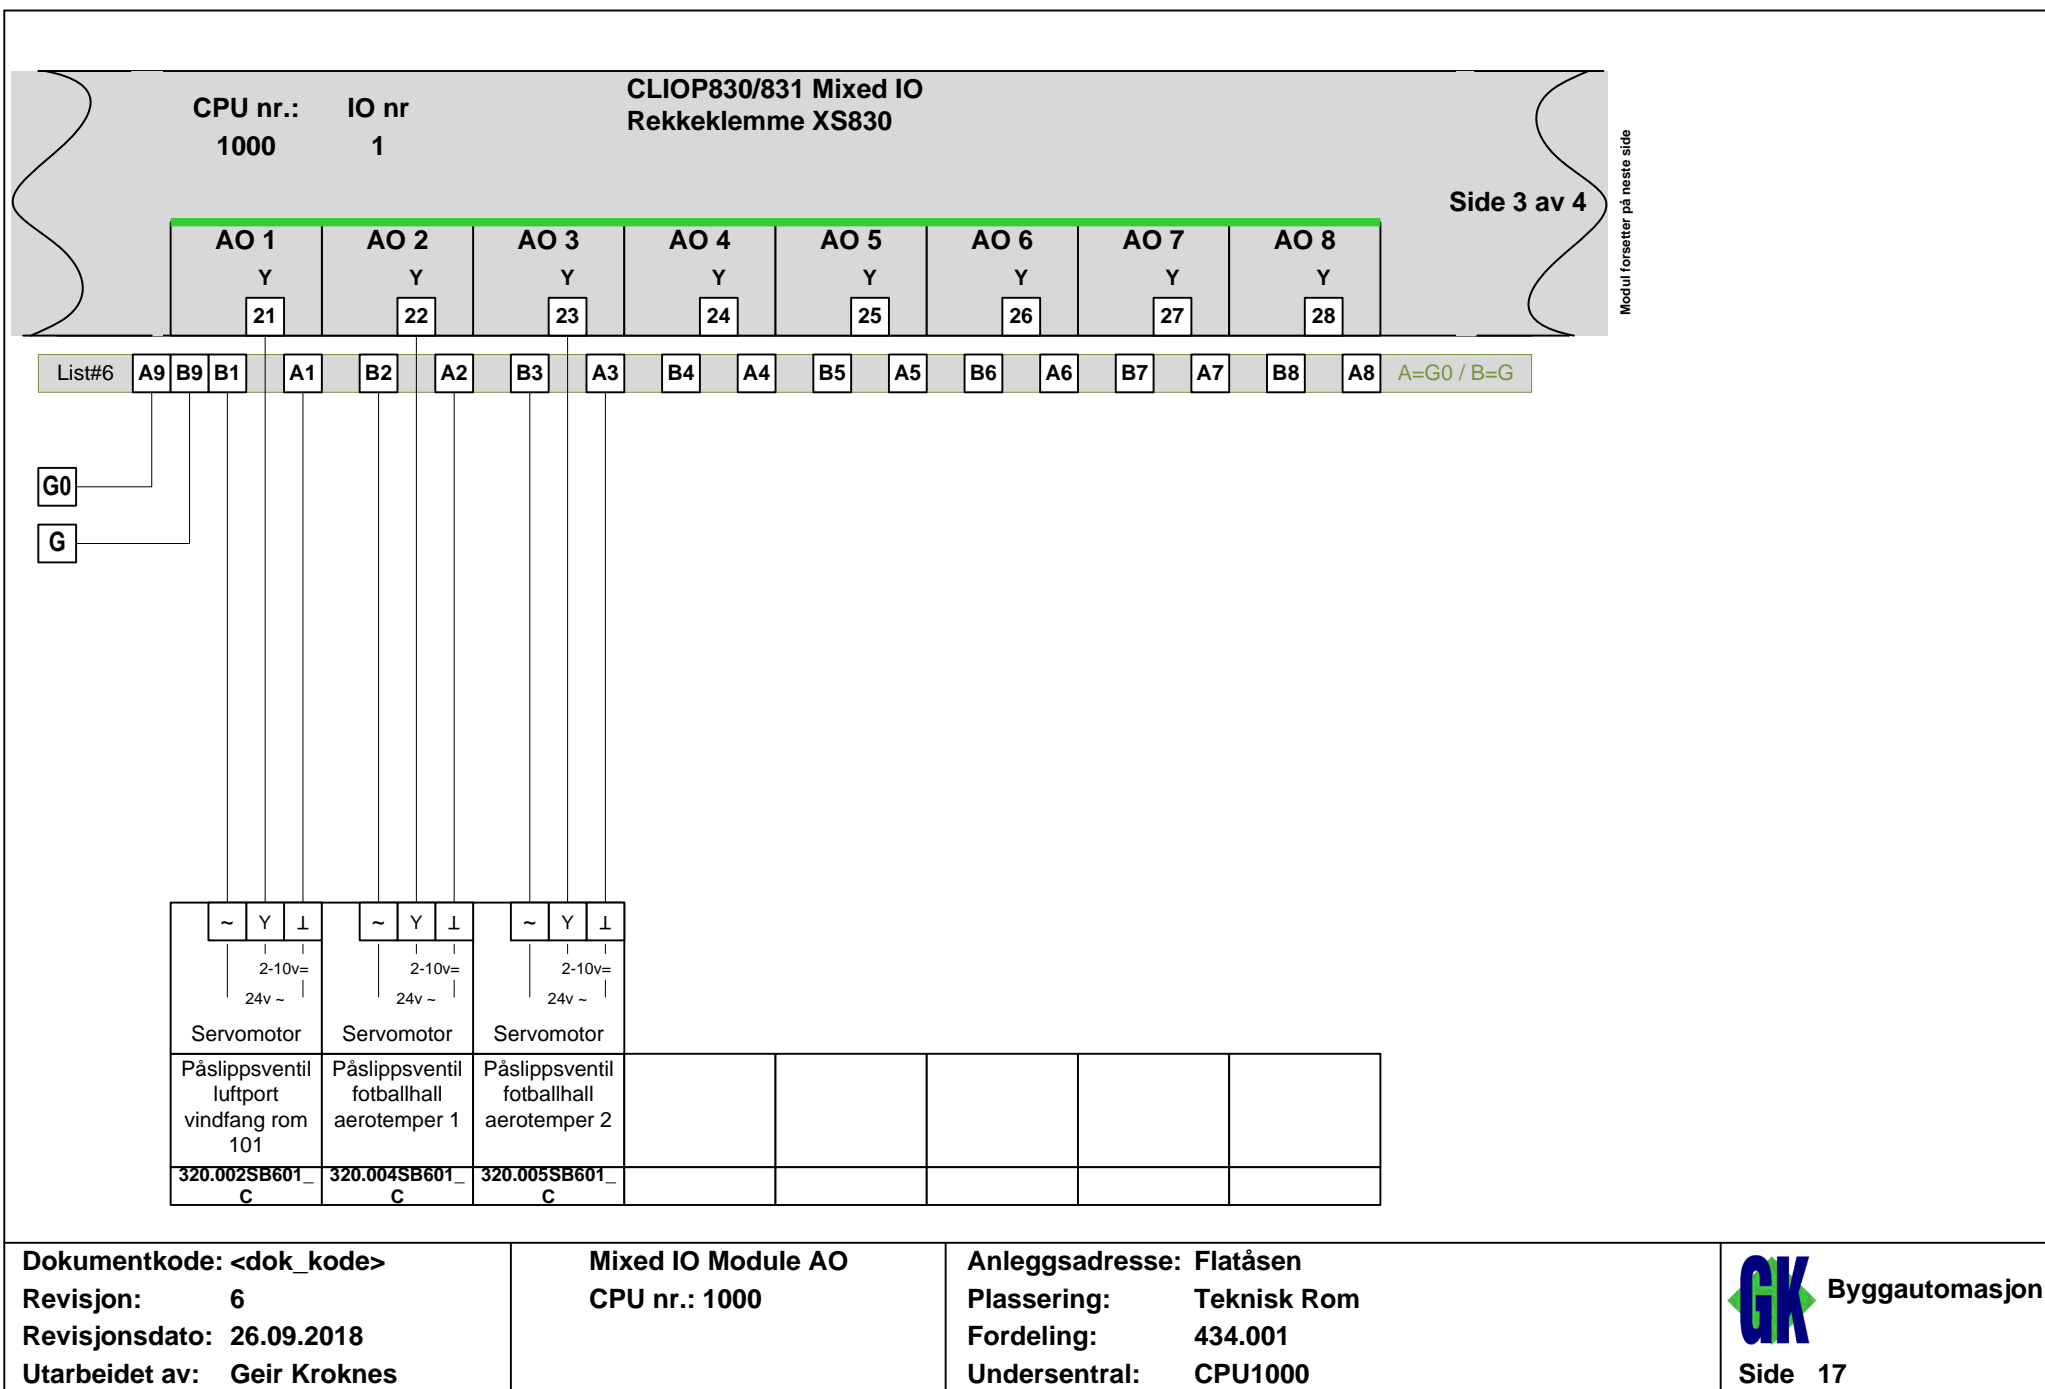 CPU nr.: IO nr
1000 1
CLIOP830/831 Mixed IO
Rekkeklemme XS830
Side 3 av 4
Modul forsetter på neste side
AO 1 AO 2 AO 3 AO 4 AO 5 AO 6 AO 7 AO 8
Y Y Y Y Y Y Y Y
21 22 23 24 25 26 27 28
List#6 A9 B9 B1 A1 B2 A2 B3 A3 B4 A4 B5 A5 B6 A6 B7 A7 B8 A8 A=G0 / B=G
G0
G
~ Y ⊥ ~ Y ⊥ ~ Y ⊥
2-10v= 2-10v= 2-10v=
24v ~ 24v ~ 24v ~
Servomotor Servomotor Servomotor
Påslippsventil
luftport
vindfang rom
101
Påslippsventil
fotballhall
aerotemper 1
Påslippsventil
fotballhall
aerotemper 2
320.002SB601_
C
320.004SB601_
C
320.005SB601_
C
Dokumentkode: <dok_kode>
Revisjon: 6
Revisjonsdato: 26.09.2018
Utarbeidet av: Geir Kroknes
Mixed IO Module AO
CPU nr.: 1000
Anleggsadresse: Flatåsen
Plassering: Teknisk Rom
Fordeling: 434.001
Undersentral: CPU1000
GK Byggautomasjon
Side 17